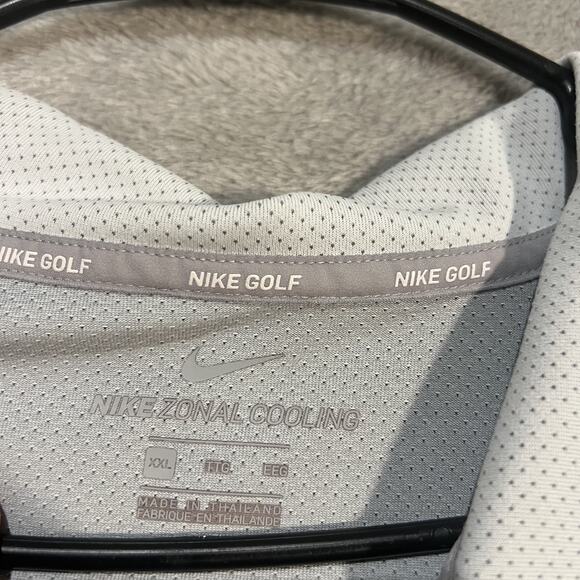 NIKE GOLF NIKE GOLF NIKE GOLF
NIKE ZONAL COOLING
XXL TTG EEG
MADE IN THAILAND
FABRIQUÉ EN THAÏLANDE